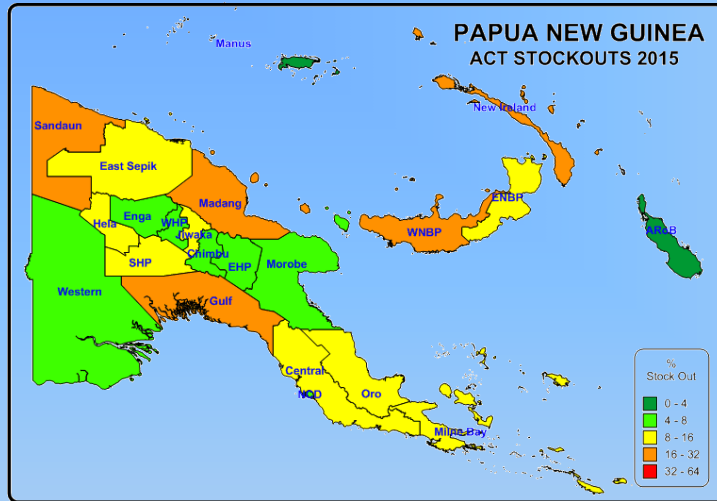 PAPUA NEW GUINEA
ACT STOCKOUTS 2015
Manus
New Ireland
Sandaun
East Sepik
Madang
ENBP
Enga
WHP
Hela
Jiwaka
WNBP
ARoB
Chimbu
SHP
EHP
Morobe
Western
Gulf
Central
NCD
Oro
Milne Bay
%
Stock Out
0 - 4
4 - 8
8 - 16
16 - 32
32 - 64